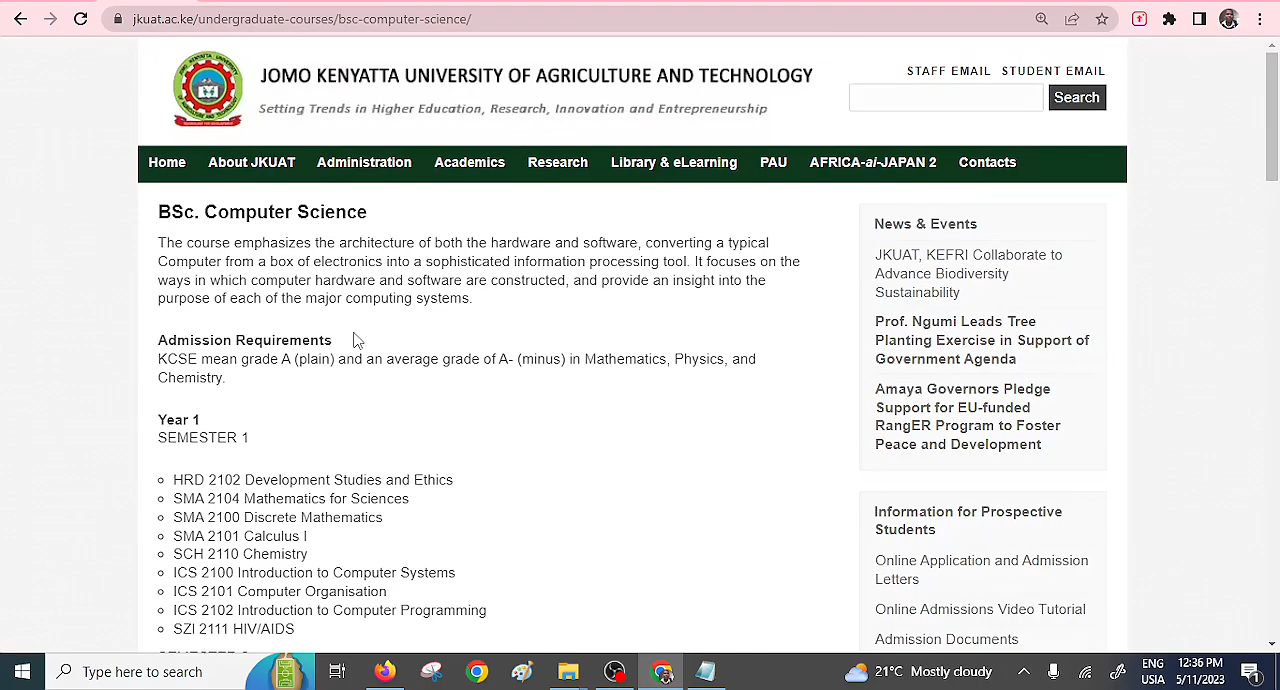 jkuat.ac.ke/undergraduate-courses/bsc-computer-science/
JOMO KENYATTA UNIVERSITY OF AGRICULTURE AND TECHNOLOGY
Setting Trends in Higher Education, Research, Innovation and Entrepreneurship
STAFF EMAIL STUDENT EMAIL
Search
Home About JKUAT Administration Academics Research Library & eLearning PAU AFRICA-ai-JAPAN 2 Contacts
BSc. Computer Science
The course emphasizes the architecture of both the hardware and software, converting a typical
Computer from a box of electronics into a sophisticated information processing tool. It focuses on the
ways in which computer hardware and software are constructed, and provide an insight into the
purpose of each of the major computing systems.
Admission Requirements
KCSE mean grade A (plain) and an average grade of A- (minus) in Mathematics, Physics, and
Chemistry.
Year 1
SEMESTER 1
HRD 2102 Development Studies and Ethics
SMA 2104 Mathematics for Sciences
SMA 2100 Discrete Mathematics
SMA 2101 Calculus I
SCH 2110 Chemistry
ICS 2100 Introduction to Computer Systems
ICS 2101 Computer Organisation
ICS 2102 Introduction to Computer Programming
SZI 2111 HIV/AIDS
News & Events
JKUAT, KEFRI Collaborate to
Advance Biodiversity
Sustainability
Prof. Ngumi Leads Tree
Planting Exercise in Support of
Government Agenda
Amaya Governors Pledge
Support for EU-funded
RangER Program to Foster
Peace and Development
Information for Prospective
Students
Online Application and Admission
Letters
Online Admissions Video Tutorial
Admission Documents
Type here to search
21°C Mostly cloudy
ENG
USA
12:36 PM
5/11/2023